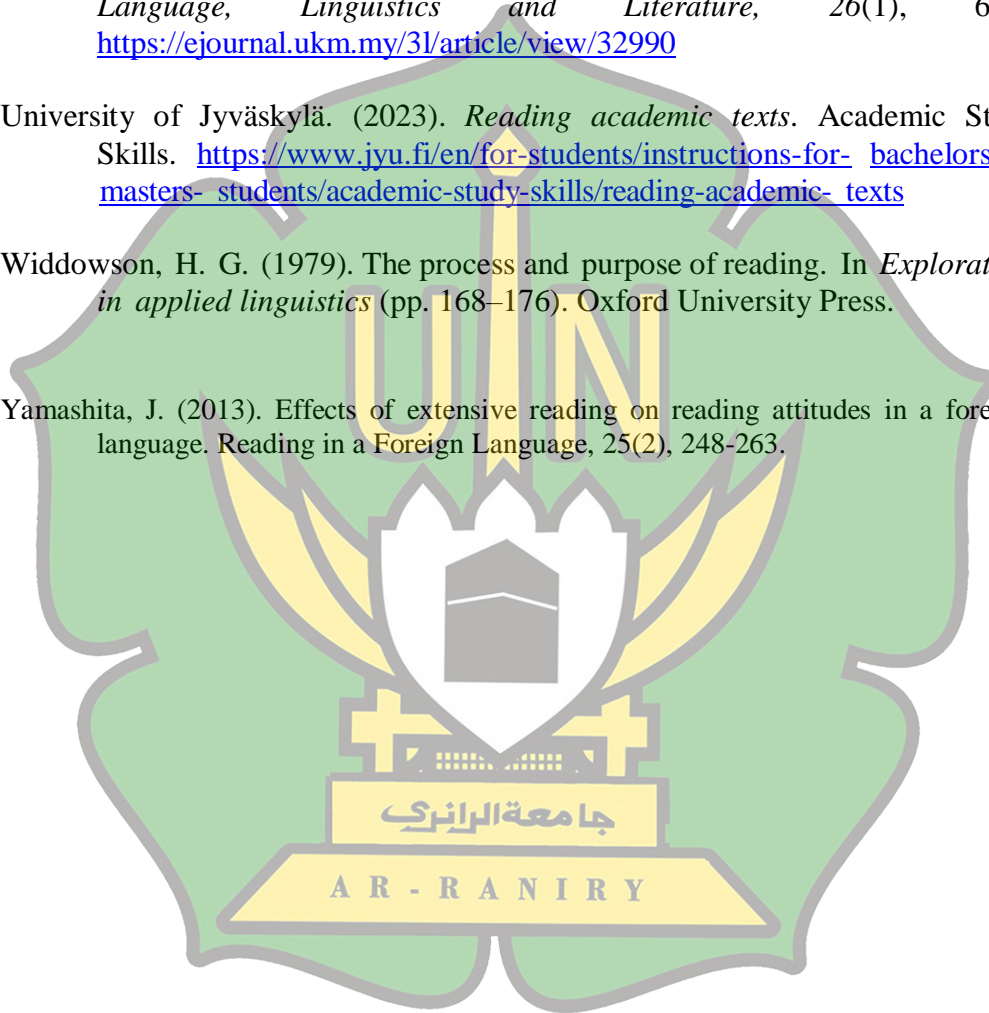 Language, Linguistics and Literature, 26(1), 6
https://ejournal.ukm.my/3l/article/view/32990
University of Jyväskylä. (2023). Reading academic texts. Academic St
Skills. https://www.jyu.fi/en/for-students/instructions-for- bachelors
masters- students/academic-study-skills/reading-academic- texts
Widdowson, H. G. (1979). The process and purpose of reading. In Explorat
in applied linguistics (pp. 168–176). Oxford University Press.
UIN
Yamashita, J. (2013). Effects of extensive reading on reading attitudes in a fore
language. Reading in a Foreign Language, 25(2), 248-263.
جامعة الرانري
AR-RANIRY